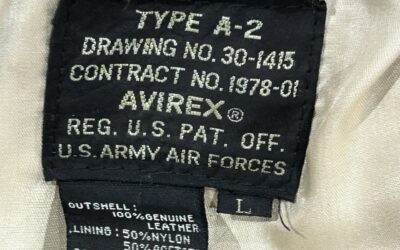 TYPE A-2
DRAWING NO. 30-1415
CONTRACT NO. 1978-01
AVIREX®
REG. U.S. PAT. OFF.
U.S. ARMY AIR FORCES
L
OUTSHELL:
100%GENUINE
LEATHER
LINING: 50%NYLON